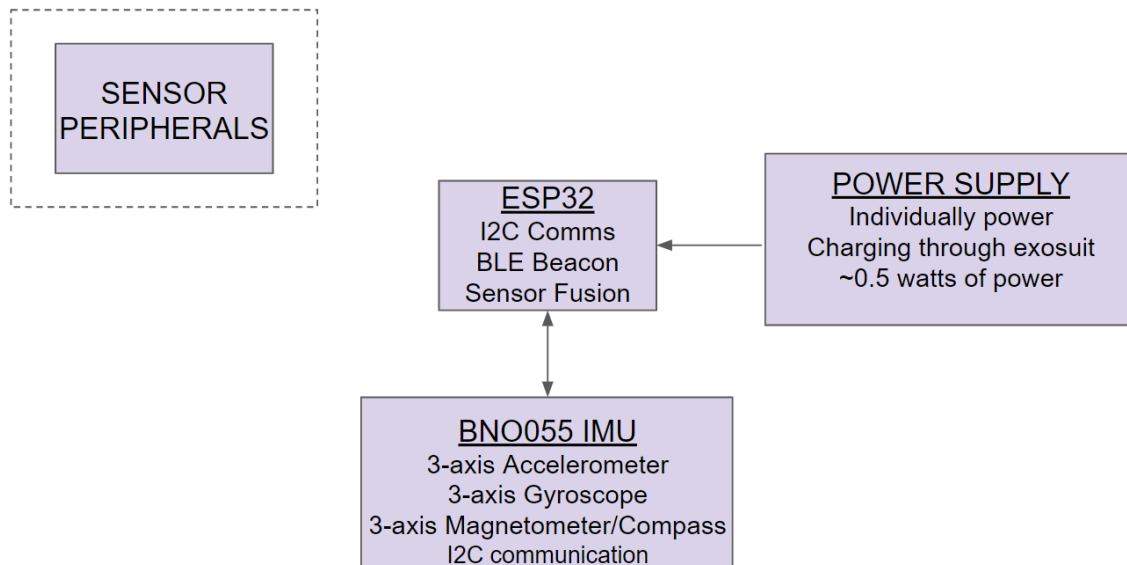 SENSOR
PERIPHERALS
ESP32
I2C Comms
BLE Beacon
Sensor Fusion
POWER SUPPLY
Individually power
Charging through exosuit
~0.5 watts of power
BNO055 IMU
3-axis Accelerometer
3-axis Gyroscope
3-axis Magnetometer/Compass
I2C communication